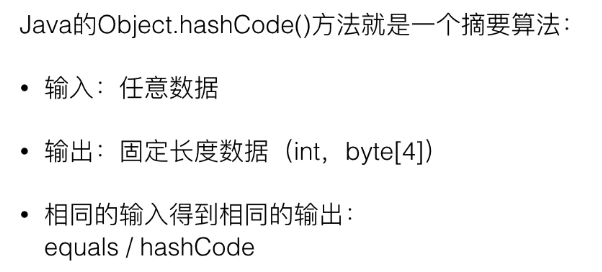 Java的Object.hashCode()方法就是一个摘要算法：
• 输入：任意数据
• 输出：固定长度数据（int，byte[4]）
• 相同的输入得到相同的输出：
equals / hashCode